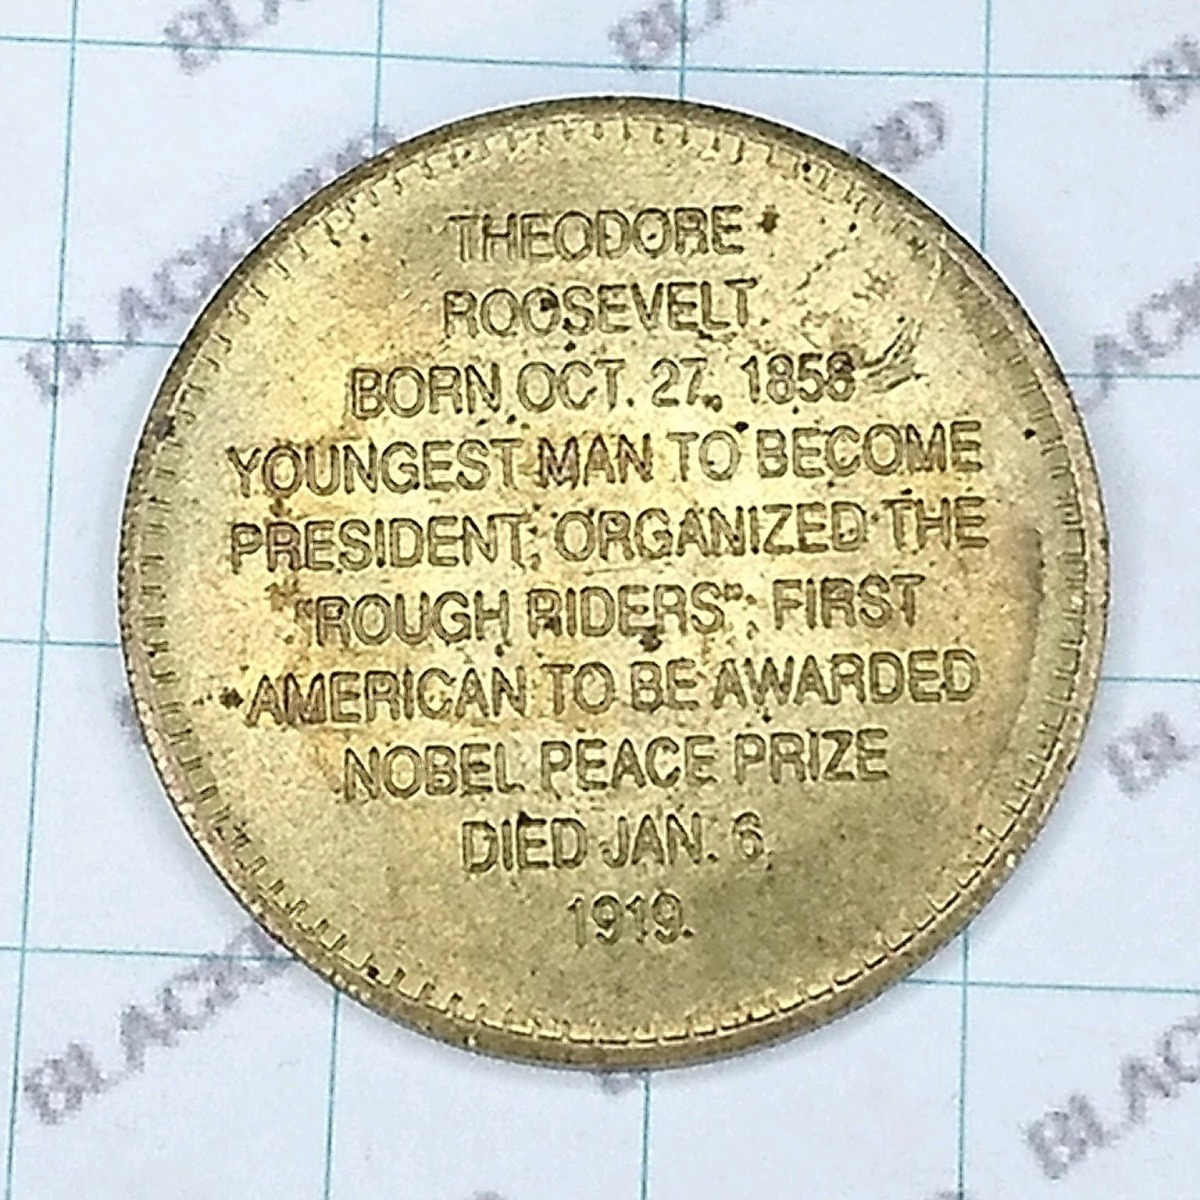 THEODORE
ROOSEVELT.
BORN OCT. 27, 1858
YOUNGEST MAN TO BECOME
PRESIDENT; ORGANIZED THE
"ROUGH RIDERS"; FIRST
AMERICAN TO BE AWARDED
NOBEL PEACE PRIZE
DIED JAN. 6,
1919.